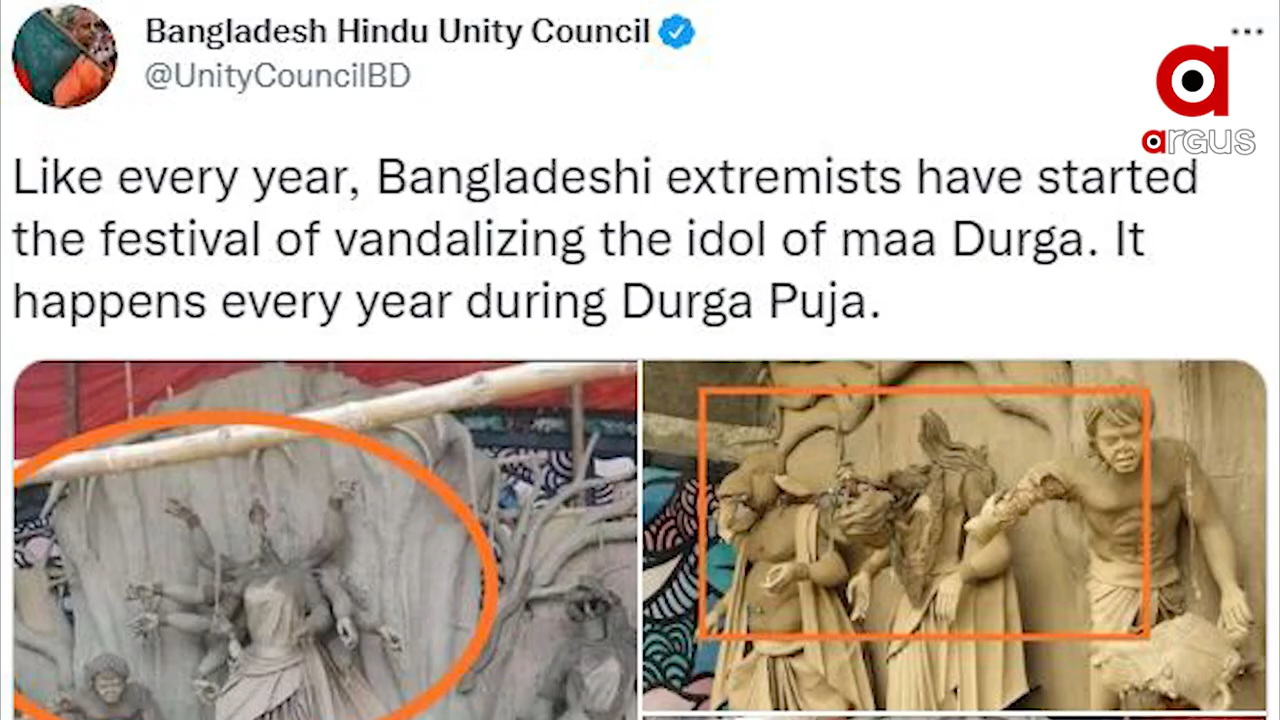 Bangladesh Hindu Unity Council
@UnityCouncilBD
argus
Like every year, Bangladeshi extremists have started
the festival of vandalizing the idol of maa Durga. It
happens every year during Durga Puja.